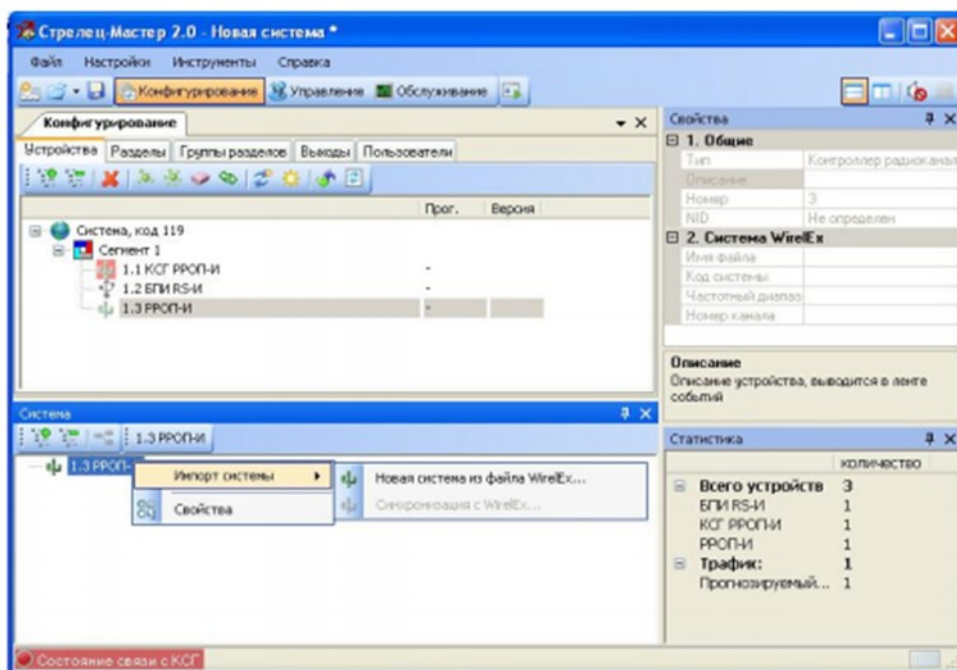 Стрелец-Мастер 2.0 - Новая система *
Файл Настройки Инструменты Справка
Конфигурирование Управление Обслуживание
Конфигурирование
Устройства Разделы Группы разделов Выходы Пользователи
Прог. Версия
Система, код 119
Сегмент 1
1.1 КСГ РРОП-И -
1.2 БПИ RS-И -
1.3 РРОП-И -
Система
1.3 РРОП-И
1.3 РРОП-И
Импорт системы
Свойства
Новая система из файла WirelEx...
Синхронизация с WirelEx...
Состояние связи с КСГ
Свойства
1. Общие
Тип Контроллер радиоканал
Описание
Номер 3
NID Не определен
2. Система WirelEx
Имя файла
Код системы
Частотный диапаз
Номер канала
Описание
Описание устройства, выводится в ленте
событий
Статистика
количество
Всего устройств 3
БПИ RS-И 1
КСГ РРОП-И 1
РРОП-И 1
Трафик: 1
Прогнозируемый... 1